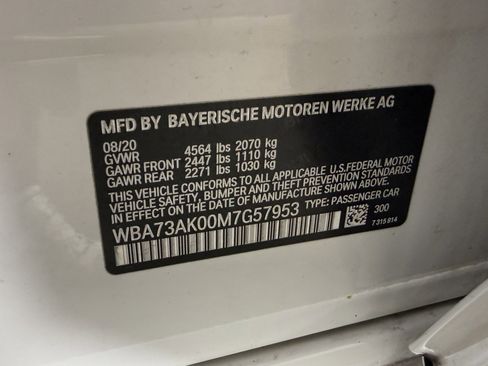 MFD BY BAYERISCHE MOTOREN WERKE AG
08/20
GVWR 4564 lbs 2070 kg
GAWR FRONT 2447 lbs 1110 kg
GAWR REAR 2271 lbs 1030 kg
THIS VEHICLE CONFORMS TO ALL APPLICABLE U.S. FEDERAL MOTOR
VEHICLE SAFETY, BUMPER, AND THEFT PREVENTION STANDARDS
IN EFFECT ON THE DATE OF MANUFACTURE SHOWN ABOVE.
WBA73AK00M7G57953 TYPE: PASSENGER CAR
300
7 315 814